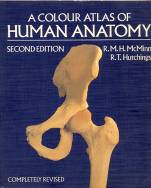 A COLOUR ATLAS OF
HUMAN ANATOMY
SECOND EDITION
R.M.H. McMinn
R.T. Hutchings
COMPLETELY REVISED